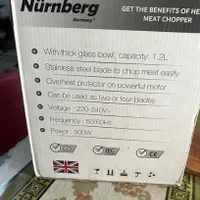 Nürnberg
Germany
GET THE BENEFITS OF HE
MEAT CHOPPER
With thick glass bowl, capacity: 1.2L
Stainless steel blade to chop meat easily
Overheat protector on powerful motor
Can be used as two or four blades
Voltage : 220-240V~
Frequency : 50/60Hz
Power : 500W
IEC
CE